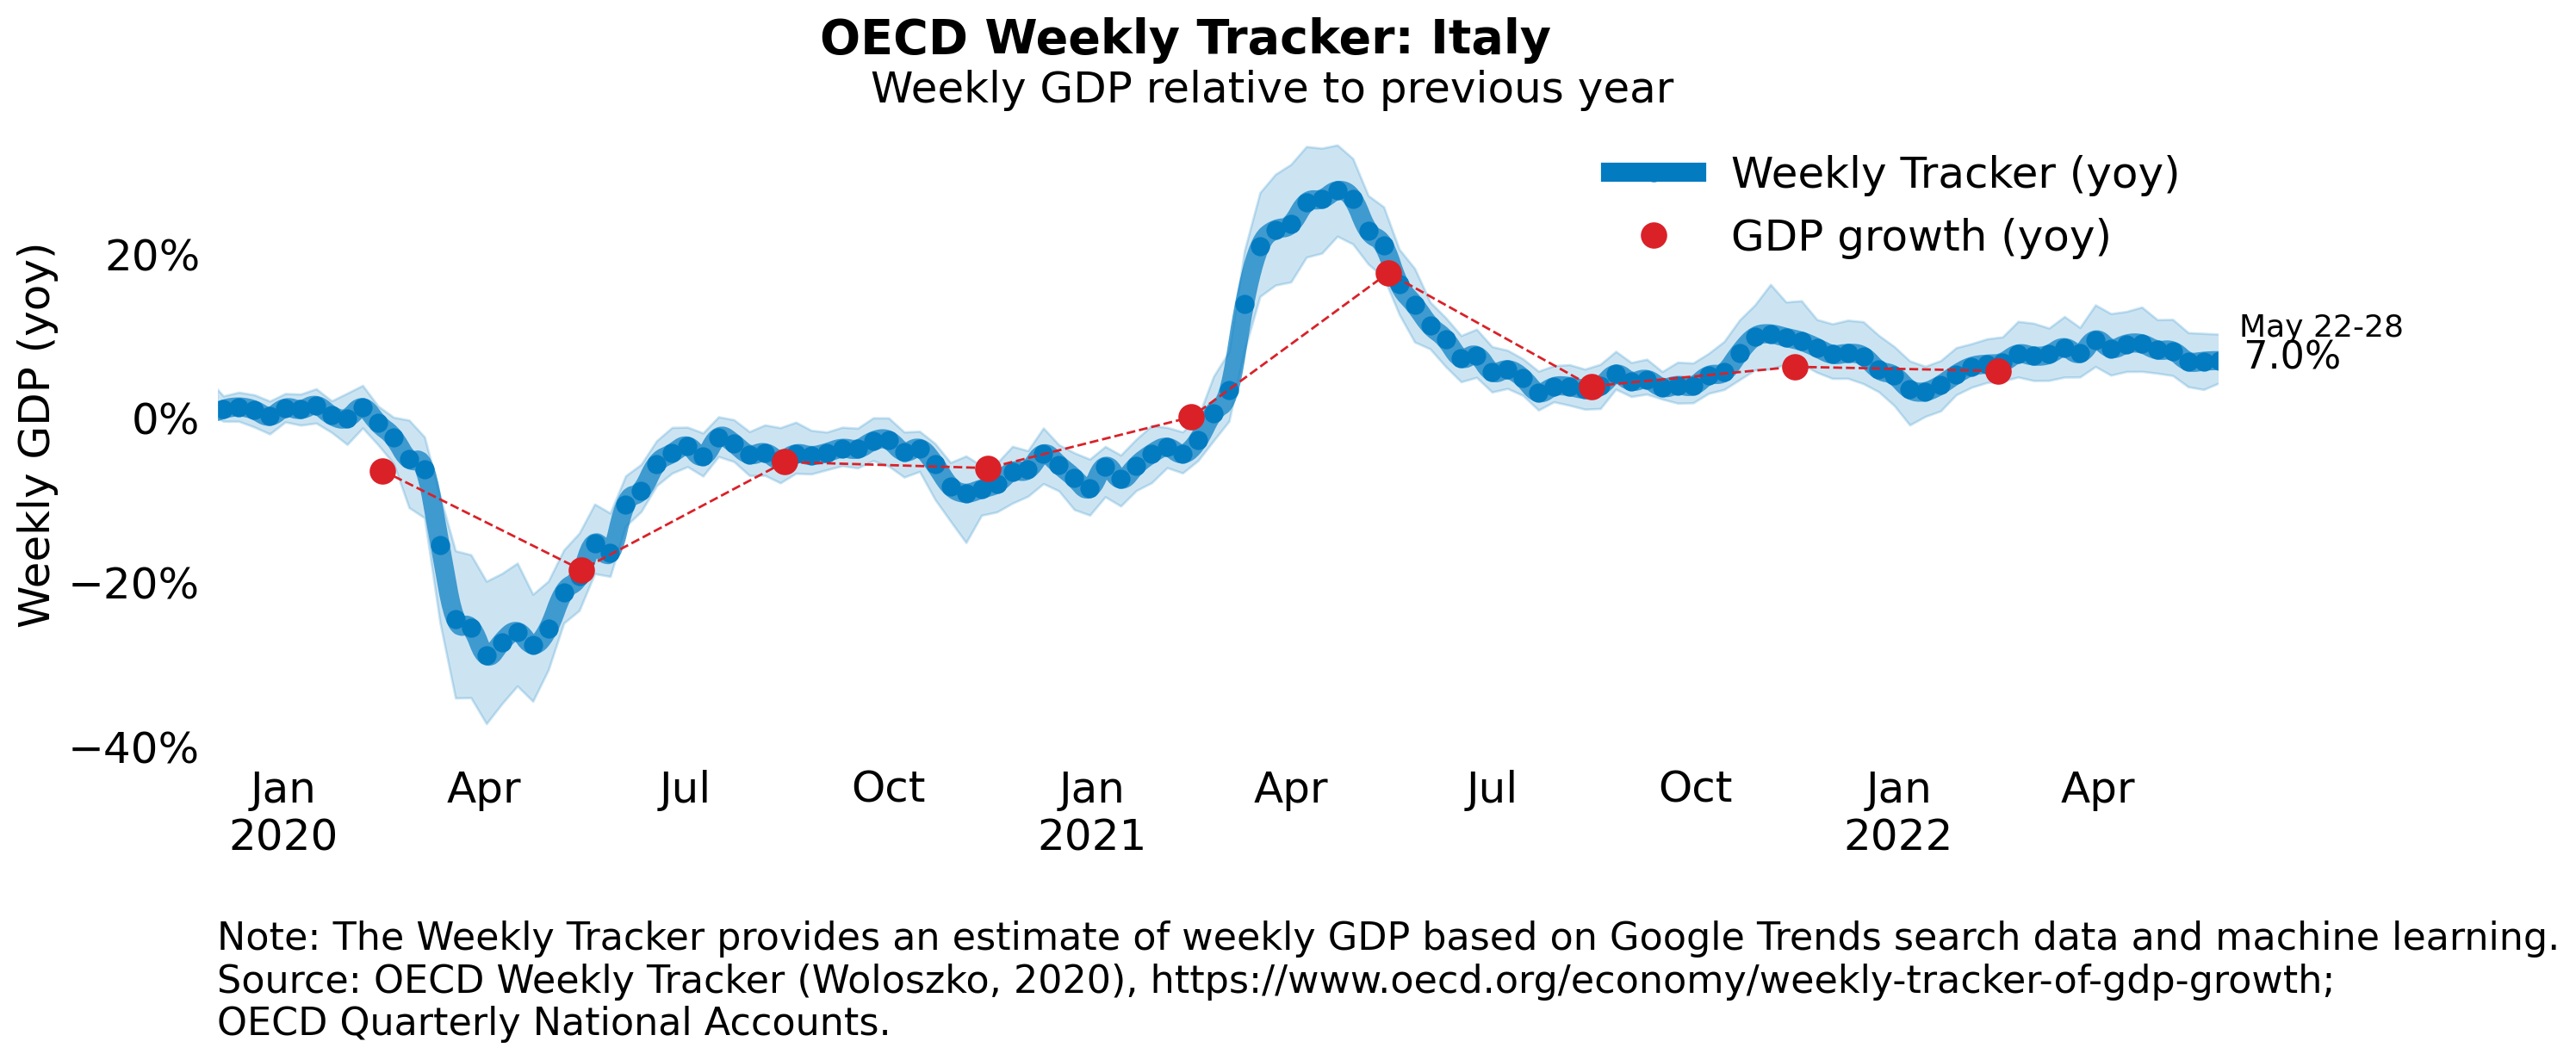 OECD Weekly Tracker: Italy
Weekly GDP relative to previous year
Weekly Tracker (yoy)
GDP growth (yoy)
Weekly GDP (yoy)
20%
0%
−20%
−40%
May 22-28
7.0%
Jan Apr Jul Oct Jan Apr Jul Oct Jan Apr
2020 2021 2022
Note: The Weekly Tracker provides an estimate of weekly GDP based on Google Trends search data and machine learning.
Source: OECD Weekly Tracker (Woloszko, 2020), https://www.oecd.org/economy/weekly-tracker-of-gdp-growth;
OECD Quarterly National Accounts.